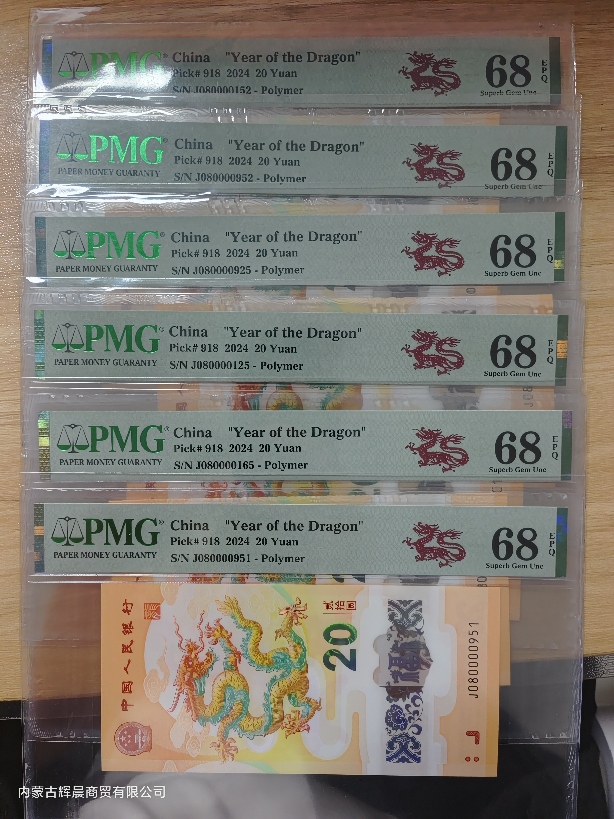 PMG
China "Year of the Dragon"
Pick# 918 2024 20 Yuan
S/N J080000152 - Polymer
68
EPQ
Superb Gem Unc
PMG
PAPER MONEY GUARANTY
China "Year of the Dragon"
Pick# 918 2024 20 Yuan
S/N J080000952 - Polymer
68
EPQ
Superb Gem Unc
PMG
PAPER MONEY GUARANTY
China "Year of the Dragon"
Pick# 918 2024 20 Yuan
S/N J080000925 - Polymer
68
EPQ
Superb Gem Unc
PMG
PAPER MONEY GUARANTY
China "Year of the Dragon"
Pick# 918 2024 20 Yuan
S/N J080000125 - Polymer
68
EPQ
Superb Gem Unc
PMG
PAPER MONEY GUARANTY
China "Year of the Dragon"
Pick# 918 2024 20 Yuan
S/N J080000165 - Polymer
68
EPQ
Superb Gem Unc
PMG
PAPER MONEY GUARANTY
China "Year of the Dragon"
Pick# 918 2024 20 Yuan
S/N J080000951 - Polymer
68
EPQ
Superb Gem Unc
中国人民银行
20
贰拾圆
福
J080000951
内蒙古辉晨商贸有限公司